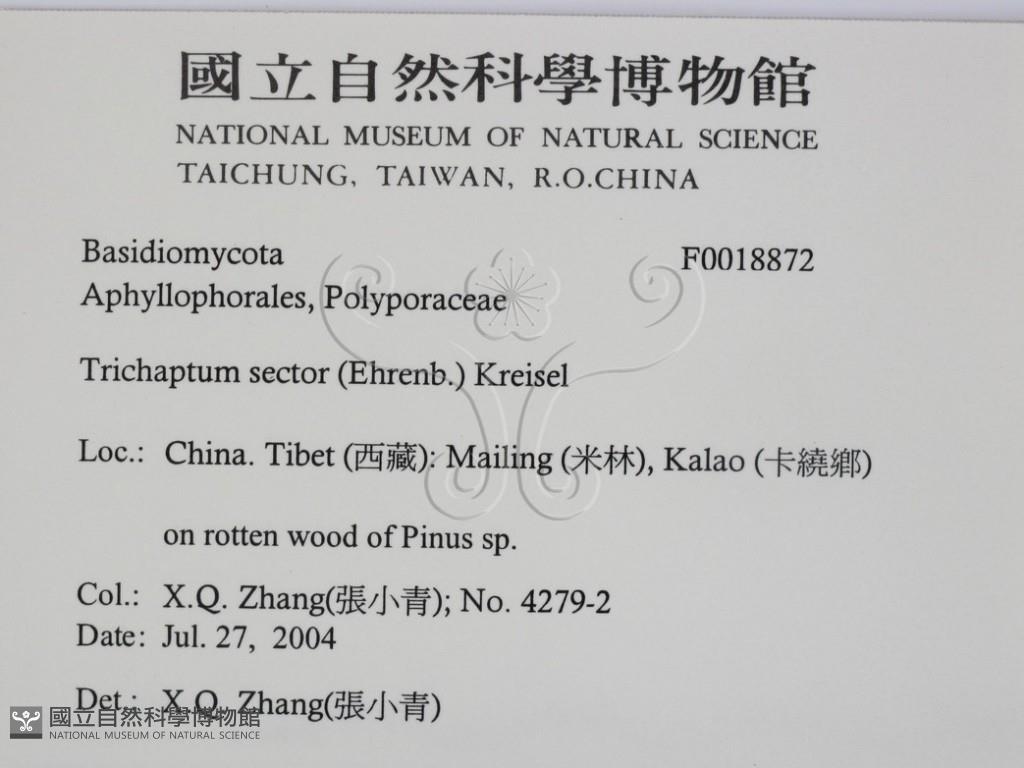 國立自然科學博物館
NATIONAL MUSEUM OF NATURAL SCIENCE
TAICHUNG, TAIWAN, R.O.CHINA
Basidiomycota F0018872
Aphyllophorales, Polyporaceae
Trichaptum sector (Ehrenb.) Kreisel
Loc.: China. Tibet (西藏): Mailing (米林), Kalao (卡繞鄉)
on rotten wood of Pinus sp.
Col.: X.Q. Zhang(張小青); No. 4279-2
Date: Jul. 27, 2004
Det.: X.Q. Zhang(張小青)
國立自然科學博物館
NATIONAL MUSEUM OF NATURAL SCIENCE